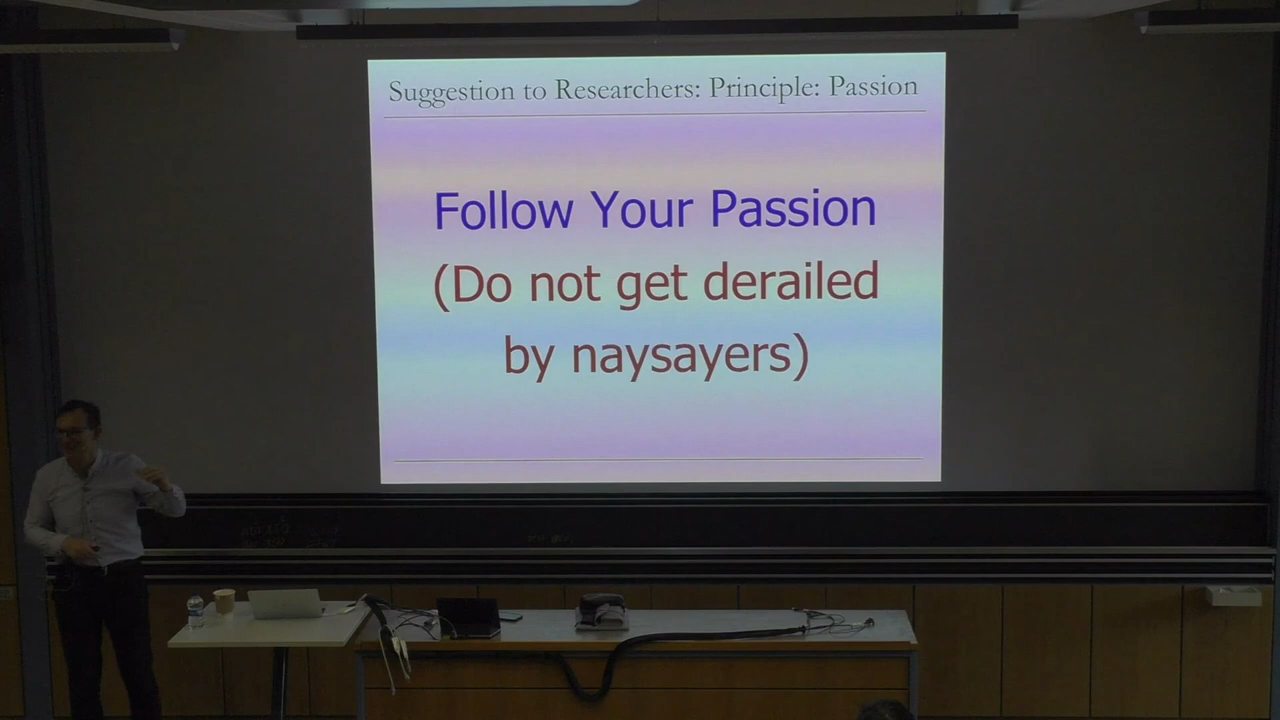 Suggestion to Researchers: Principle: Passion
Follow Your Passion
(Do not get derailed
by naysayers)